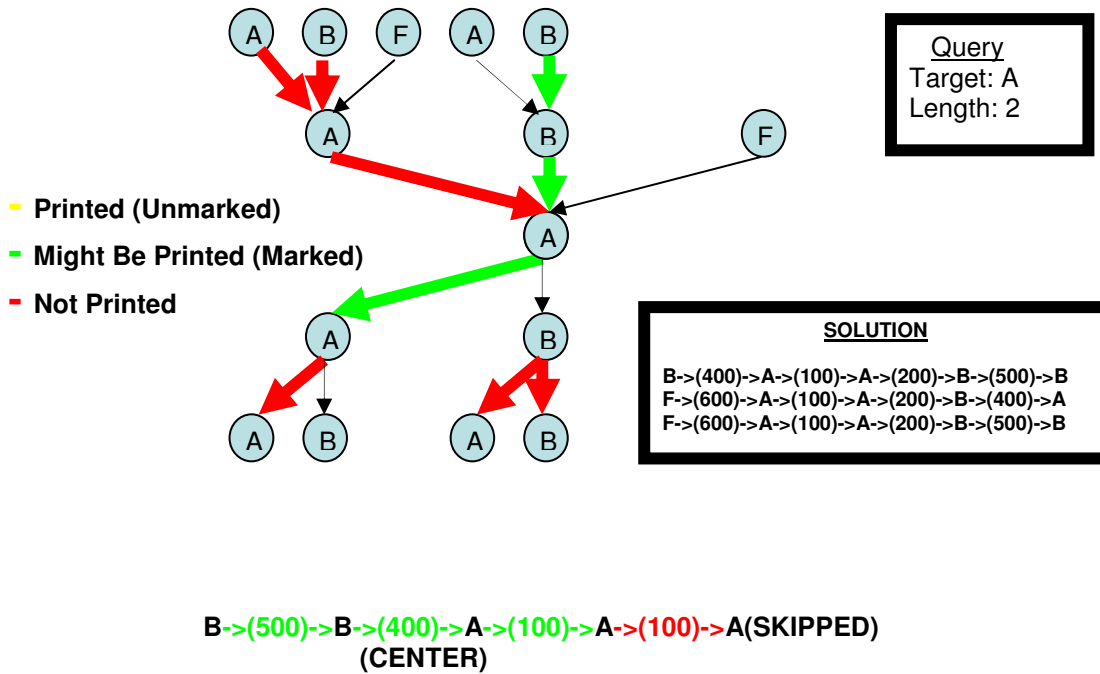 A B F A B
Query
Target: A
Length: 2
A B F
- Printed (Unmarked)
- Might Be Printed (Marked)
- Not Printed
A
A B
SOLUTION
B->(400)->A->(100)->A->(200)->B->(500)->B
F->(600)->A->(100)->A->(200)->B->(400)->A
F->(600)->A->(100)->A->(200)->B->(500)->B
A B A B
B->(500)->B->(400)->A->(100)->A->(100)->A(SKIPPED)
(CENTER)